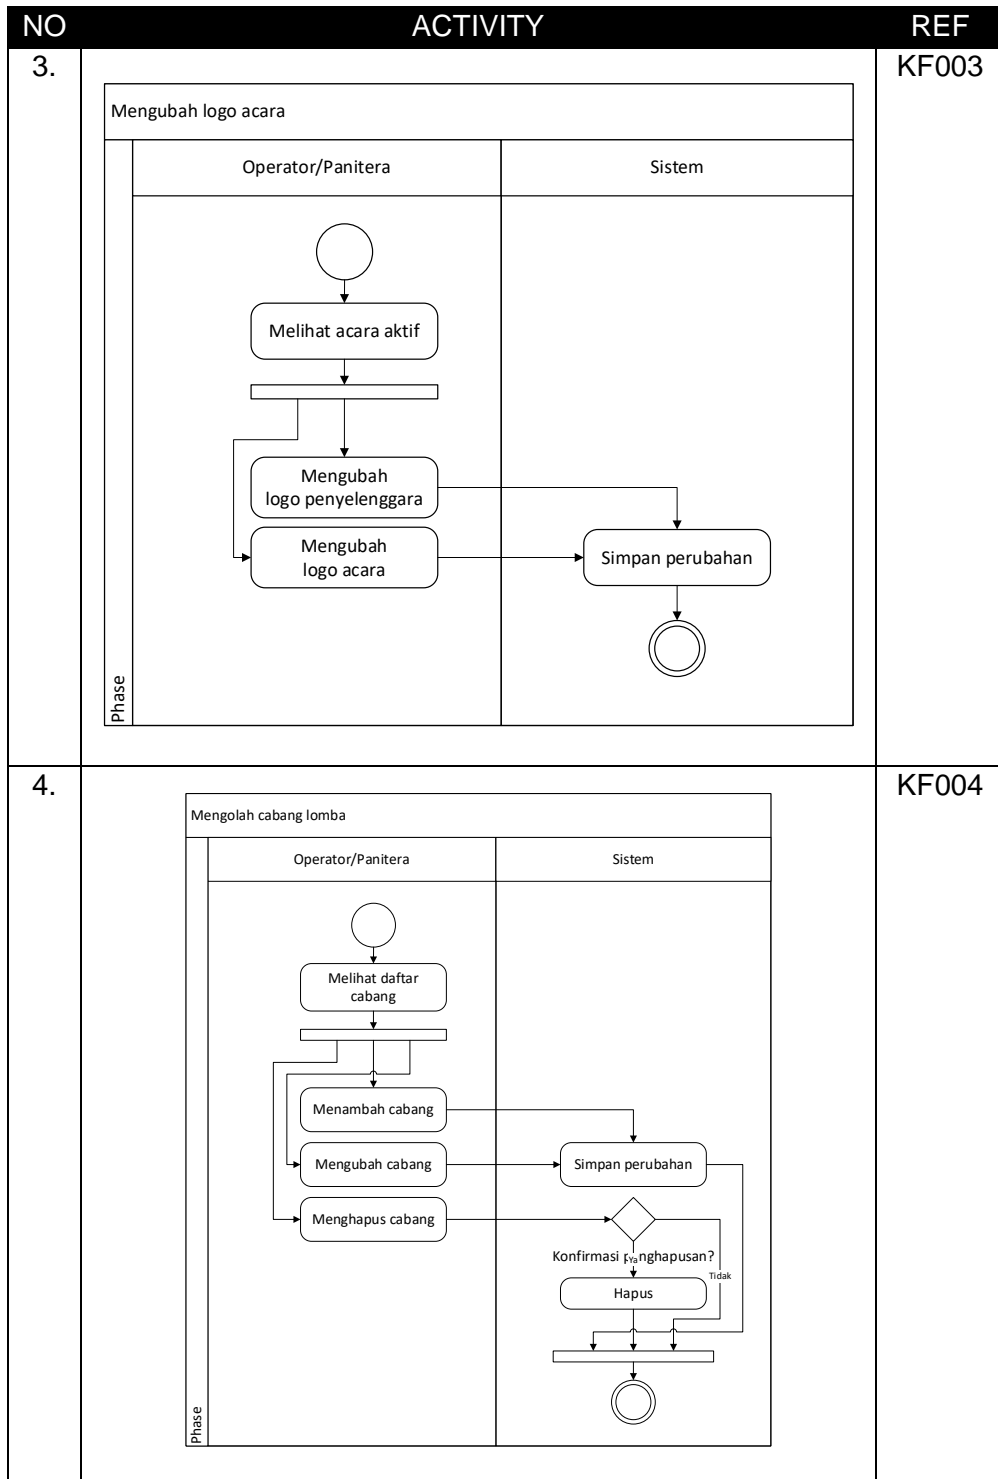 NO ACTIVITY REF
3. KF003
Mengubah logo acara
Phase
Operator/Panitera
Sistem
Melihat acara aktif
Mengubah
logo penyelenggara
Mengubah
logo acara
Simpan perubahan
4. KF004
Mengolah cabang lomba
Phase
Operator/Panitera
Sistem
Melihat daftar
cabang
Menambah cabang
Mengubah cabang
Simpan perubahan
Menghapus cabang
Konfirmasi penghapusan?
Ya
Tidak
Hapus